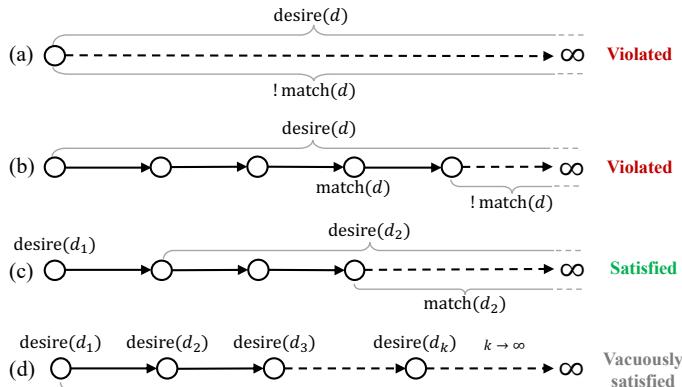 desire(d)
(a) ∞ Violated
! match(d)
desire(d)
(b) ∞ Violated
match(d) ! match(d)
desire(d₁) desire(d₂)
(c) ∞ Satisfied
match(d₂)
desire(d₁) desire(d₂) desire(d₃) desire(dₖ) k → ∞
(d) ∞ Vacuously
satisfied